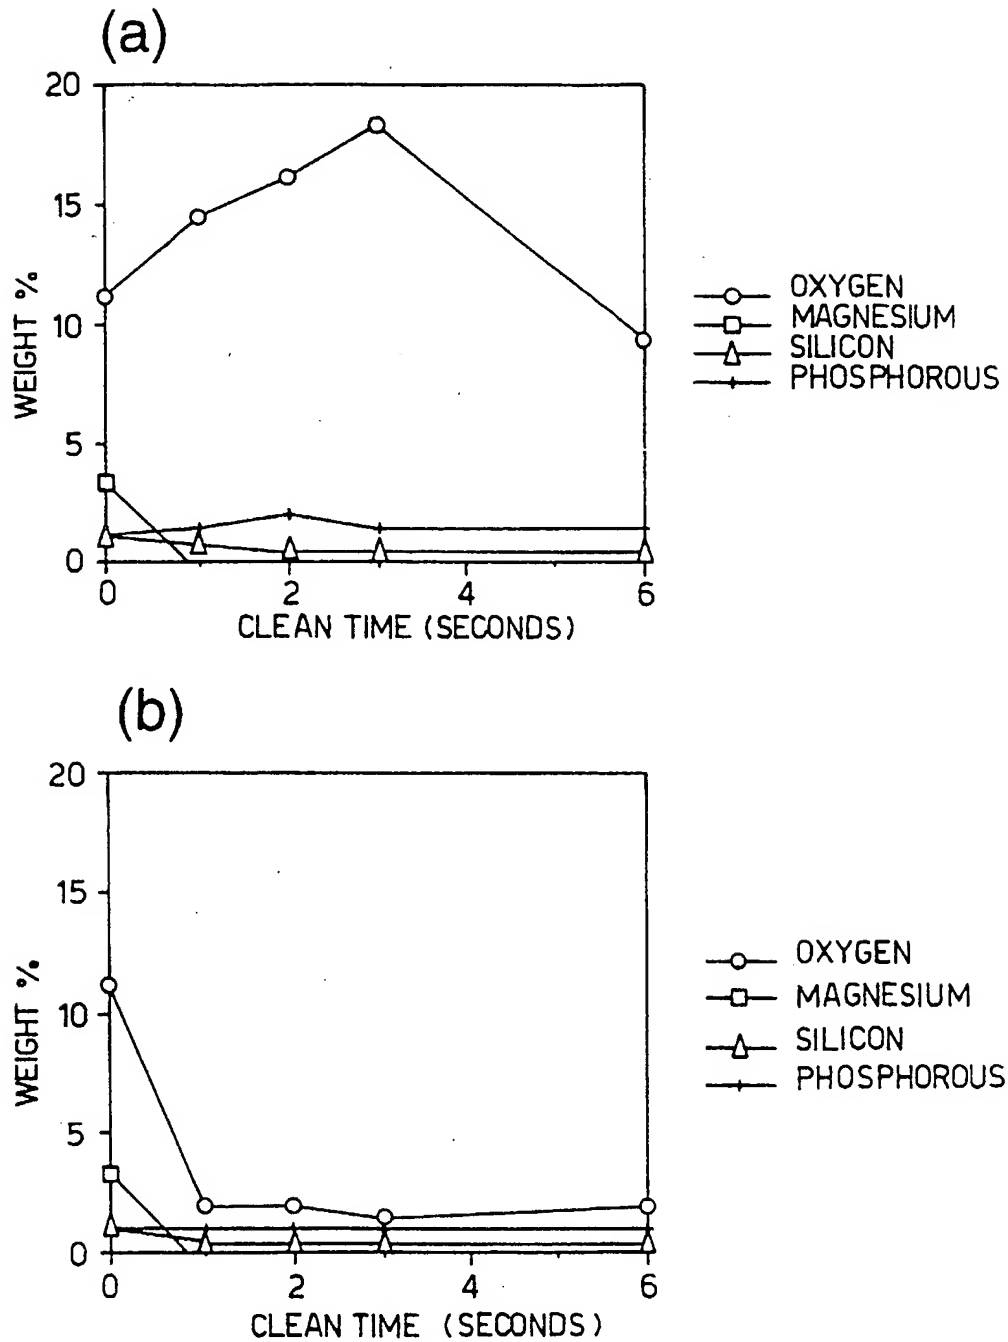 (a)
20
15
10
5
0
WEIGHT %
0 2 4 6
CLEAN TIME (SECONDS)
OXYGEN
MAGNESIUM
SILICON
PHOSPHOROUS
(b)
20
15
10
5
0
WEIGHT %
0 2 4 6
CLEAN TIME (SECONDS)
OXYGEN
MAGNESIUM
SILICON
PHOSPHOROUS